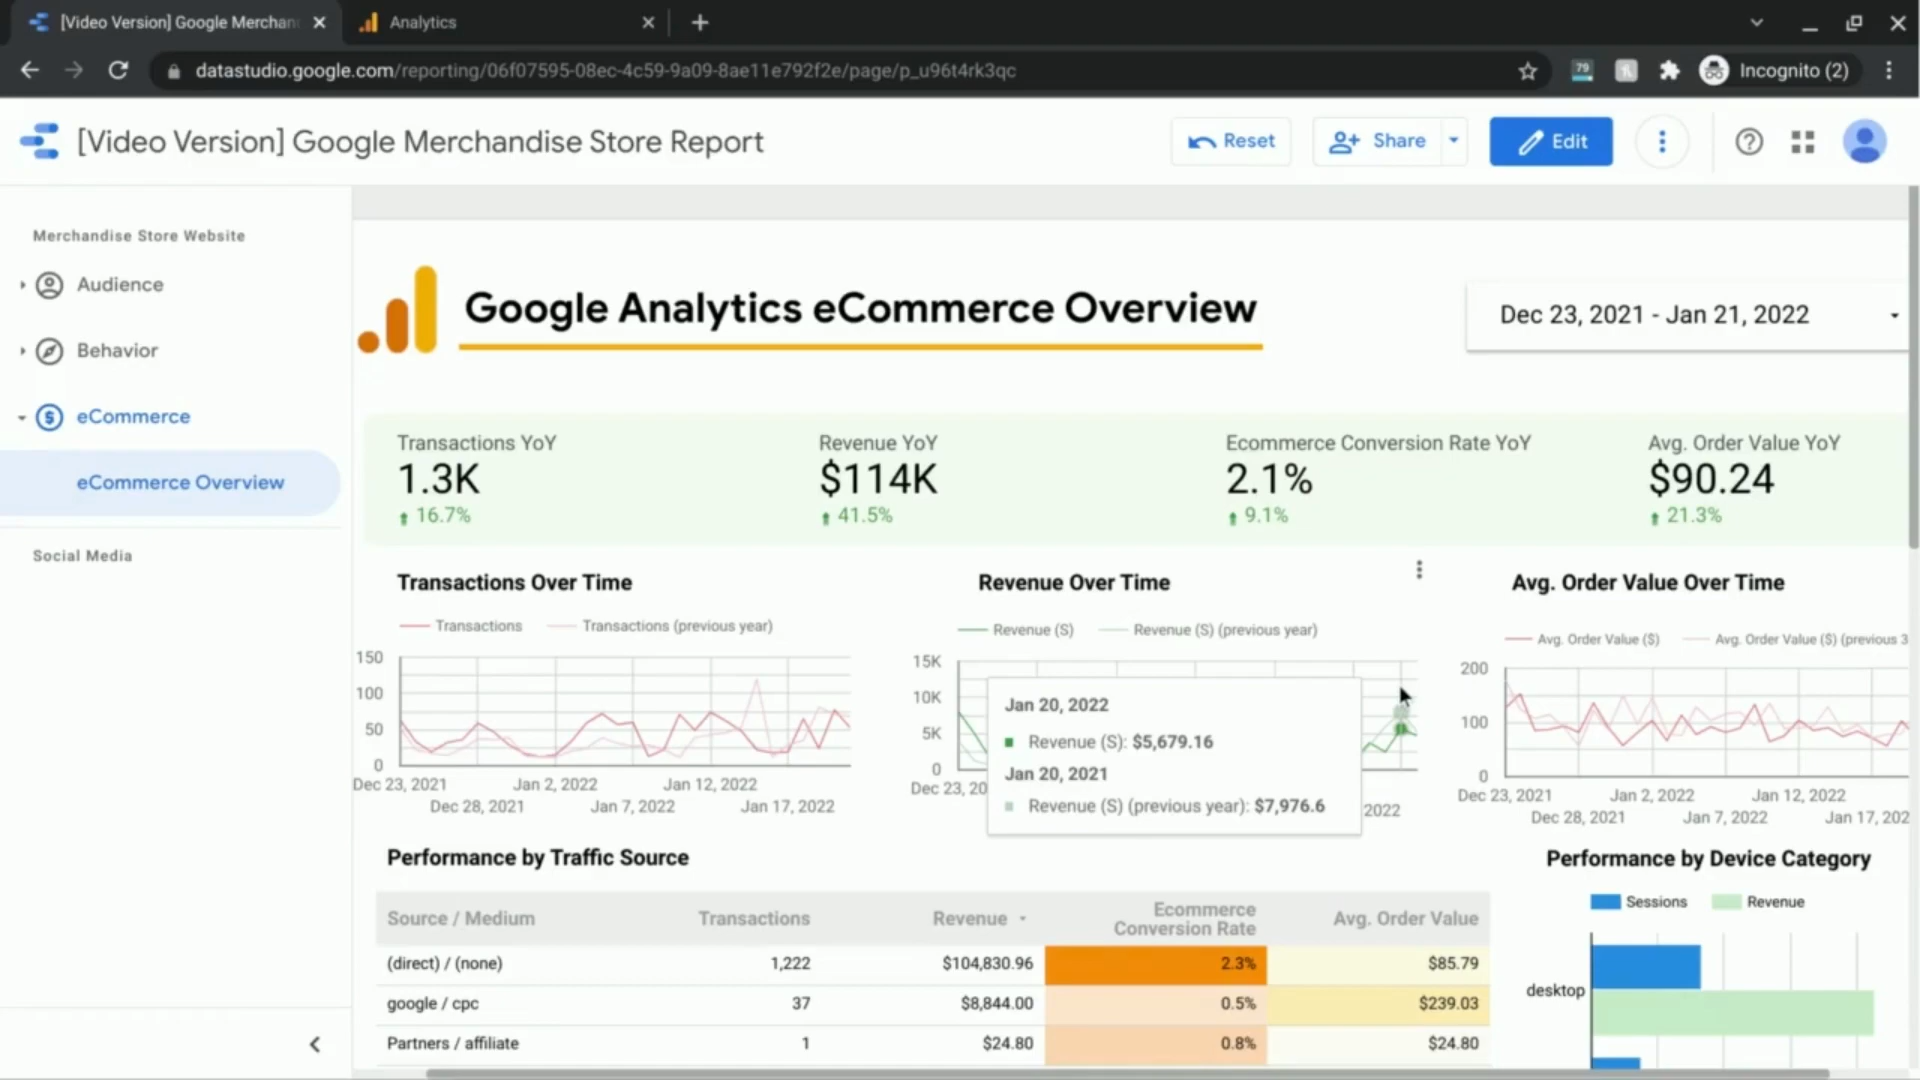 [Video Version] Google Merchan
Analytics
datastudio.google.com/reporting/06f07595-08ec-4c59-9a09-8ae11e792f2e/page/p_u96t4rk3qc
79
Incognito (2)
[Video Version] Google Merchandise Store Report
Reset
Share
Edit
Merchandise Store Website
Audience
Behavior
eCommerce
eCommerce Overview
Social Media
Google Analytics eCommerce Overview
Dec 23, 2021 - Jan 21, 2022
Transactions YoY
1.3K
16.7%
Revenue YoY
$114K
41.5%
Ecommerce Conversion Rate YoY
2.1%
9.1%
Avg. Order Value YoY
$90.24
21.3%
Transactions Over Time
Transactions Transactions (previous year)
150
100
50
0
Dec 23, 2021 Jan 2, 2022 Jan 12, 2022
Dec 28, 2021 Jan 7, 2022 Jan 17, 2022
Revenue Over Time
Revenue (S) Revenue (S) (previous year)
15K
10K
5K
0
Dec 23, 20
2022
Jan 20, 2022
Revenue (S): $5,679.16
Jan 20, 2021
Revenue (S) (previous year): $7,976.6
Avg. Order Value Over Time
Avg. Order Value ($) Avg. Order Value ($) (previous 3
200
100
0
Dec 23, 2021 Jan 2, 2022 Jan 12, 2022
Dec 28, 2021 Jan 7, 2022 Jan 17, 202
Performance by Traffic Source
Source / Medium Transactions Revenue Ecommerce Conversion Rate Avg. Order Value
(direct) / (none) 1,222 $104,830.96 2.3% $85.79
google / cpc 37 $8,844.00 0.5% $239.03
Partners / affiliate 1 $24.80 0.8% $24.80
Performance by Device Category
Sessions Revenue
desktop